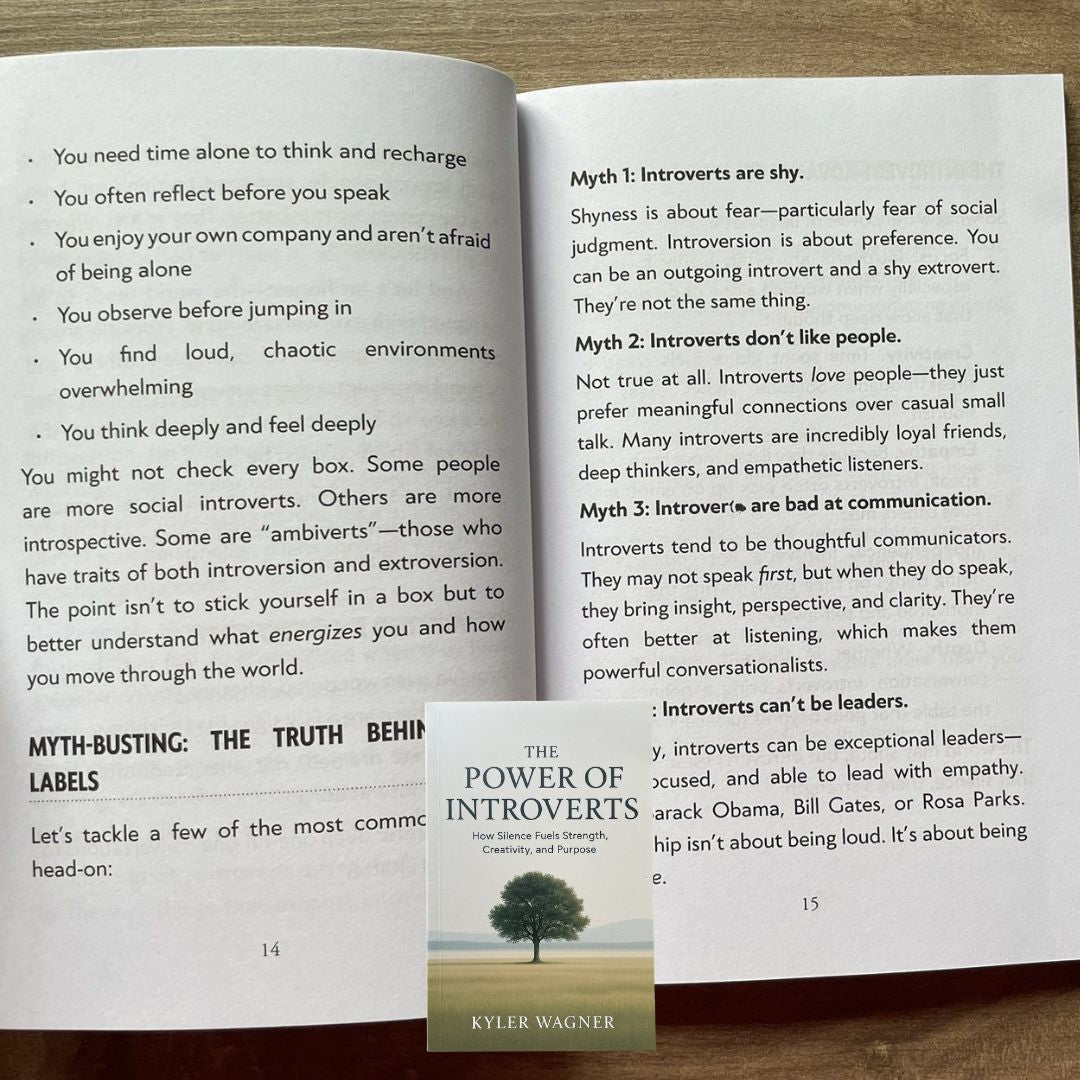 • You need time alone to think and recharge
• You often reflect before you speak
• You enjoy your own company and aren't afraid
of being alone
• You observe before jumping in
• You find loud, chaotic environments
overwhelming
• You think deeply and feel deeply
You might not check every box. Some people
are more social introverts. Others are more
introspective. Some are “ambiverts”—those who
have traits of both introversion and extroversion.
The point isn't to stick yourself in a box but to
better understand what energizes you and how
you move through the world.
MYTH-BUSTING: THE TRUTH
LABELS
Let's tackle a few of the most
head-on:
14
Myth 1: Introverts are shy.
Shyness is about fear—particularly fear of social
judgment. Introversion is about preference. You
can be an outgoing introvert and a shy extrovert.
They're not the same thing.
Myth 2: Introverts don't like people.
Not true at all. Introverts love people—they just
prefer meaningful connections over casual small
talk. Many introverts are incredibly loyal friends,
deep thinkers, and empathetic listeners.
Myth 3: are bad at communication.
Introverts tend to be thoughtful communicators.
They may not speak first, but when they do speak,
they bring insight, perspective, and clarity. They're
often better at listening, which makes them
powerful conversationalists.
: Introverts can't be leaders.
introverts can be exceptional leaders—
and able to lead with empathy.
Obama, Bill Gates, or Rosa Parks.
isn't about being loud. It's about being
15
THE
POWER OF
INTROVERTS
How Silence Fuels Strength,
Creativity, and Purpose
KYLER WAGNER